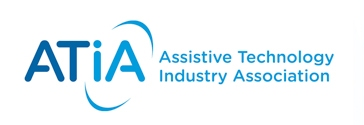 ATiA
Assistive Technology
Industry Association